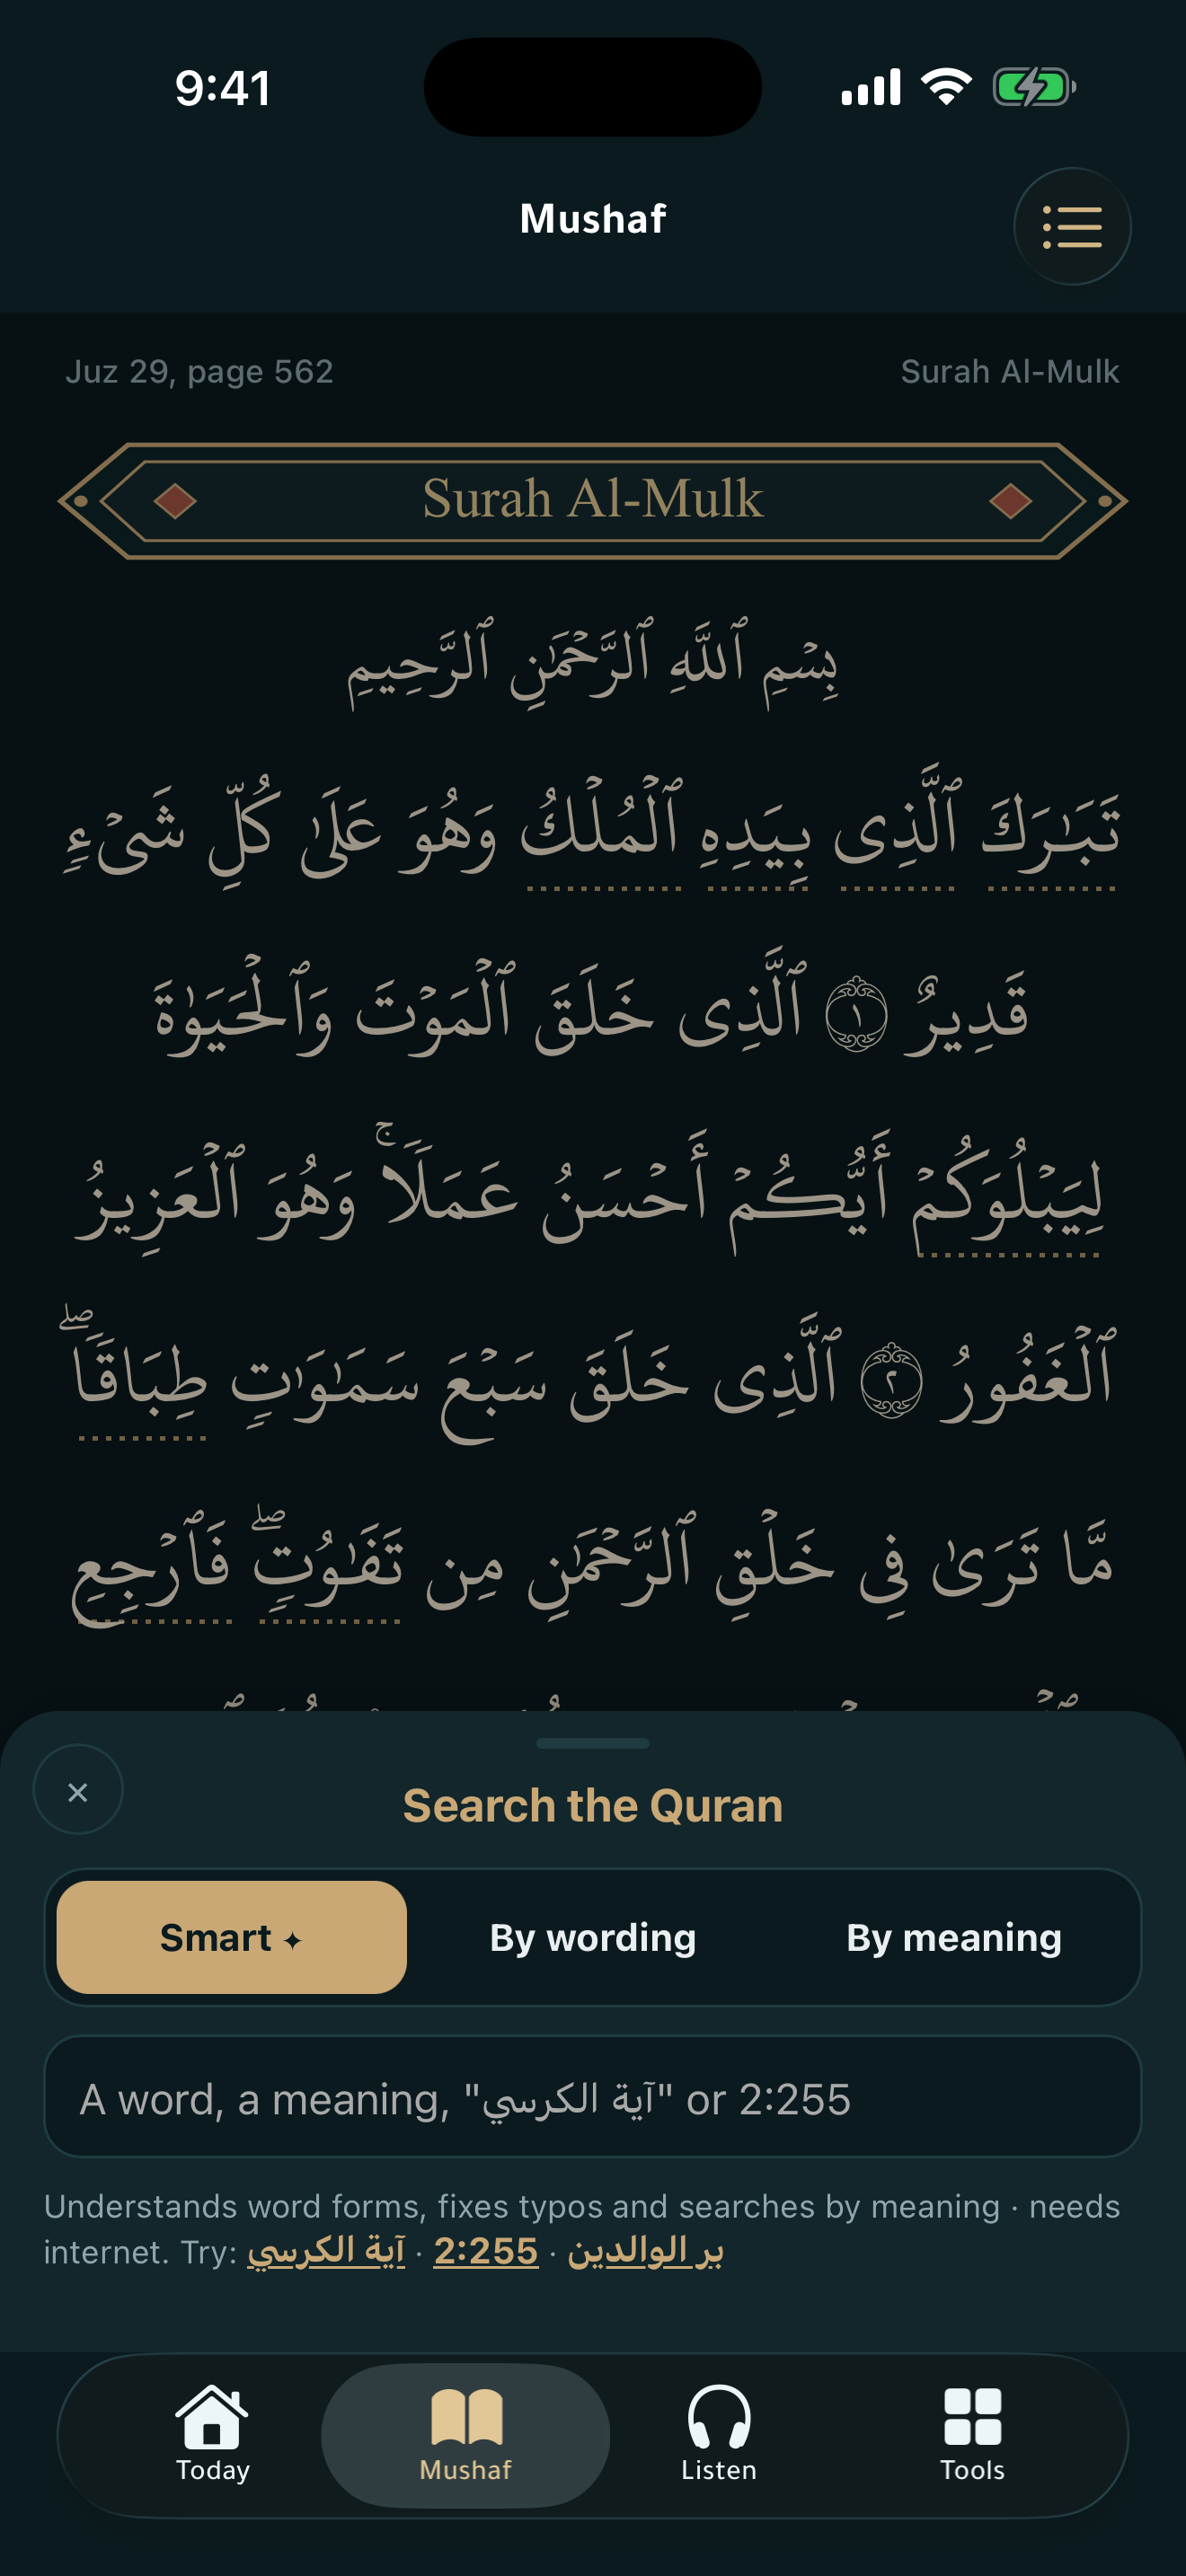 9:41
Mushaf
Juz 29, page 562
Surah Al-Mulk
Surah Al-Mulk
بِسْمِ ٱللَّهِ ٱلرَّحْمَٰنِ ٱلرَّحِيمِ
تَبَٰرَكَ ٱلَّذِى بِيَدِهِ ٱلْمُلْكُ وَهُوَ عَلَىٰ كُلِّ شَىْءٍ
قَدِيرٌ ١ ٱلَّذِى خَلَقَ ٱلْمَوْتَ وَٱلْحَيَوٰةَ
لِيَبْلُوَكُمْ أَيُّكُمْ أَحْسَنُ عَمَلًا ۚ وَهُوَ ٱلْعَزِيزُ
ٱلْغَفُورُ ٢ ٱلَّذِى خَلَقَ سَبْعَ سَمَٰوَٰتٍ طِبَاقًا ۖ
مَّا تَرَىٰ فِى خَلْقِ ٱلرَّحْمَٰنِ مِن تَفَٰوُتٍ ۖ فَٱرْجِعِ
×
Search the Quran
Smart ✦ By wording By meaning
A word, a meaning, "آية الكرسي" or 2:255
Understands word forms, fixes typos and searches by meaning · needs
internet. Try: آية الكرسي · 2:255 · بر الوالدين
Today Mushaf Listen Tools